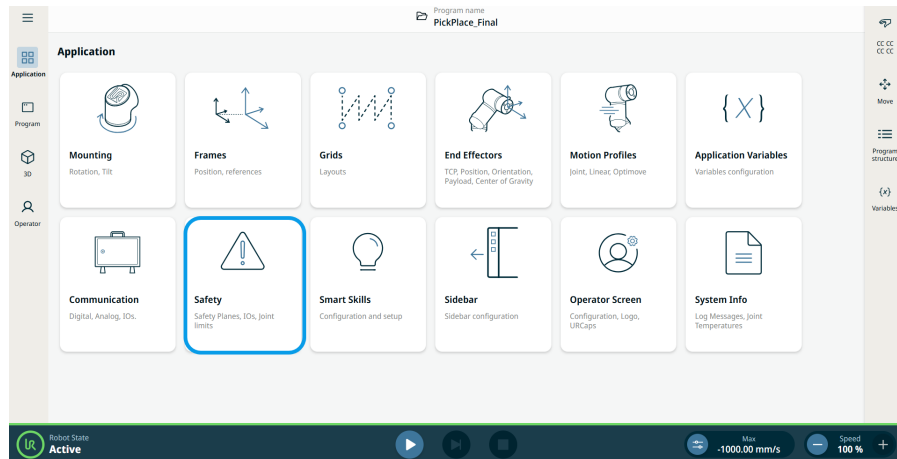 Program name
PickPlace_Final
Application
Application
Program
3D
Operator
Mounting
Rotation, Tilt
Frames
Position, references
Grids
Layouts
End Effectors
TCP, Position, Orientation,
Payload, Center of Gravity
Motion Profiles
Joint, Linear, Optimove
Application Variables
Variables configuration
{X}
Communication
Digital, Analog, IOs.
Safety
Safety Planes, IOs, Joint
limits
Smart Skills
Configuration and setup
Sidebar
Sidebar configuration
Operator Screen
Configuration, Logo,
URCaps
System Info
Log Messages, Joint
Temperatures
CC CC
CC CC
Move
Program
structure
{x}
Variables
UR
Robot State
Active
Max
-1000.00 mm/s
Speed
100 %